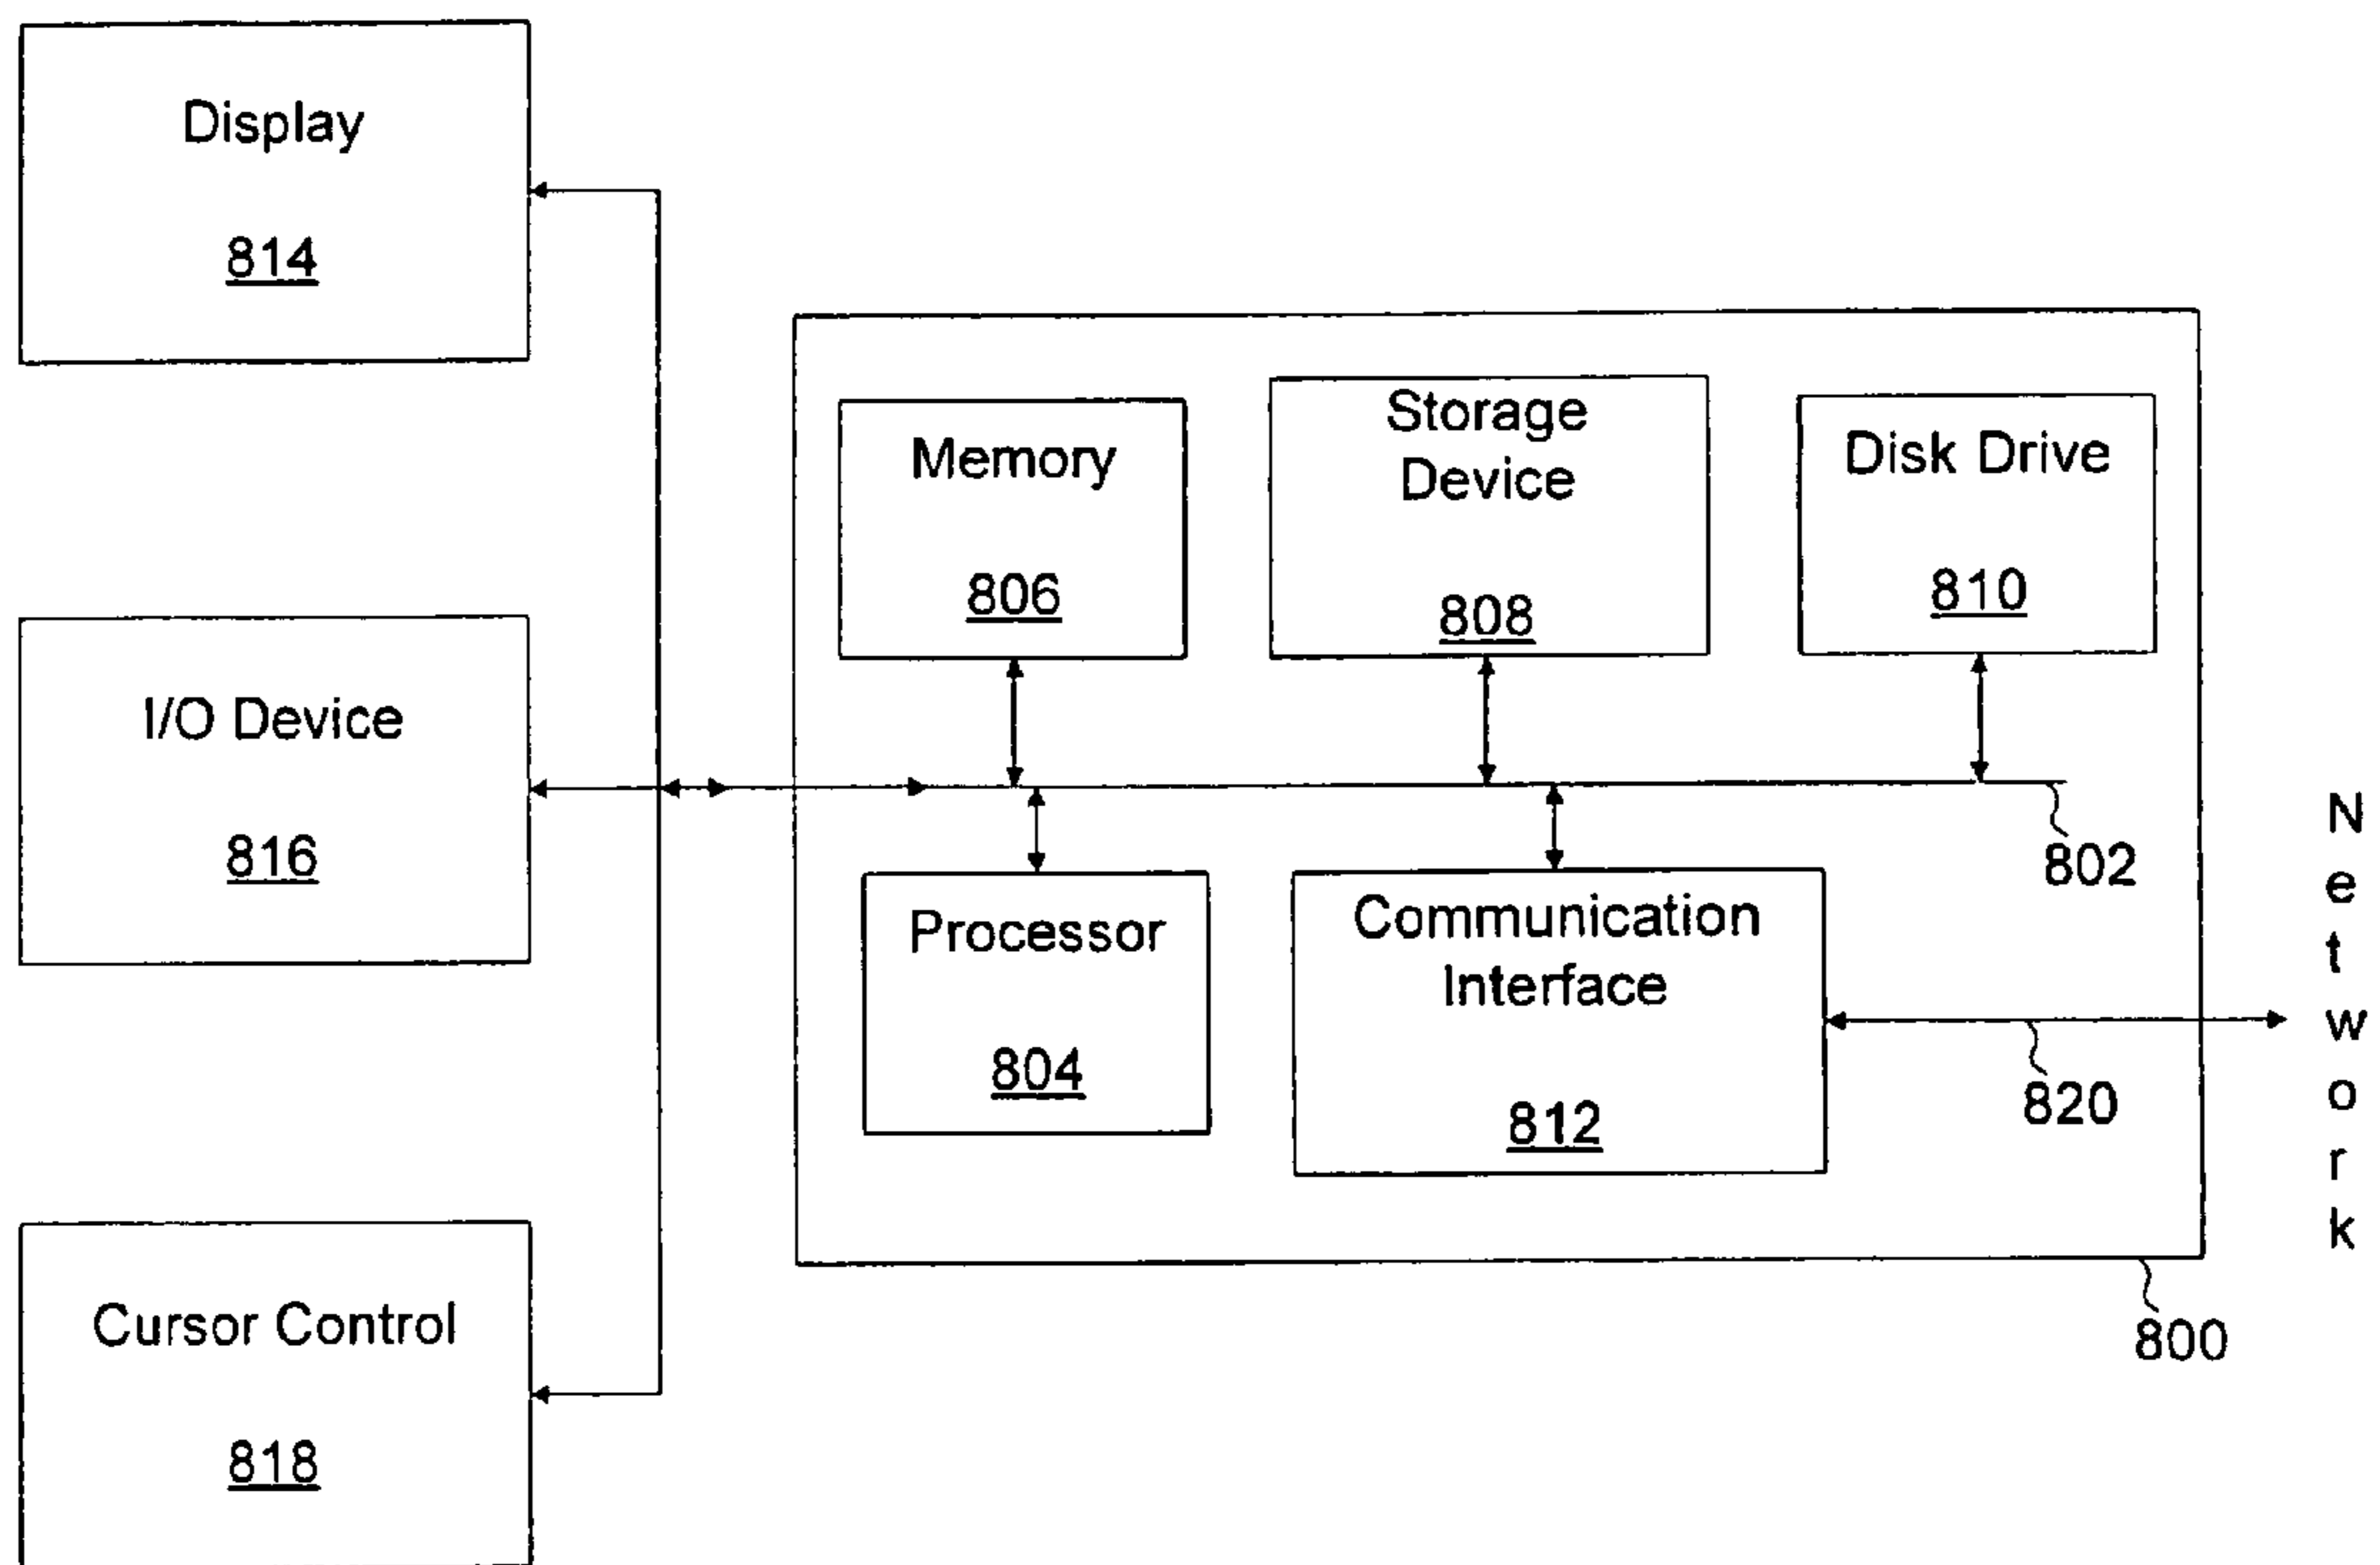 Display
814
I/O Device
816
Cursor Control
818
Memory
806
Storage
Device
808
Disk Drive
810
802
Processor
804
Communication
Interface
812
820
800
Network